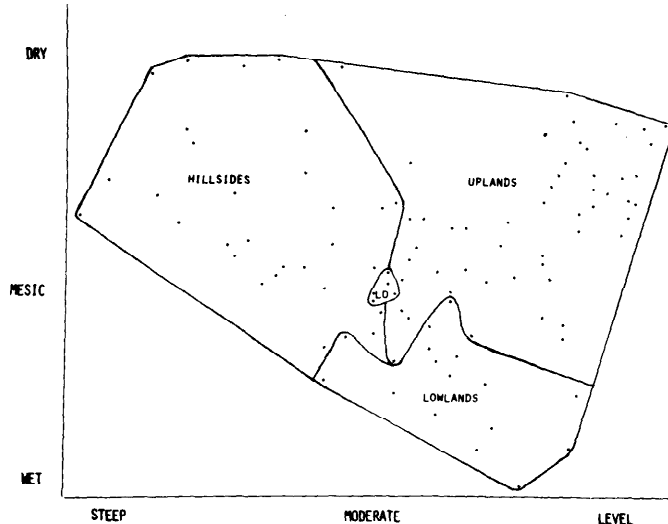 DRY
HILLSIDES
UPLANDS
MESIC
LO
LOWLANDS
WET
STEEP MODERATE LEVEL